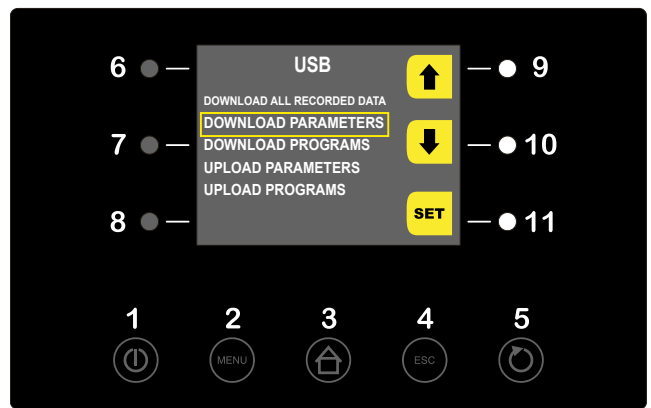 USB
6
9
DOWNLOAD ALL RECORDED DATA
DOWNLOAD PARAMETERS
7
DOWNLOAD PROGRAMS
10
UPLOAD PARAMETERS
UPLOAD PROGRAMS
8
SET
11
1 2 3 4 5
MENU ESC